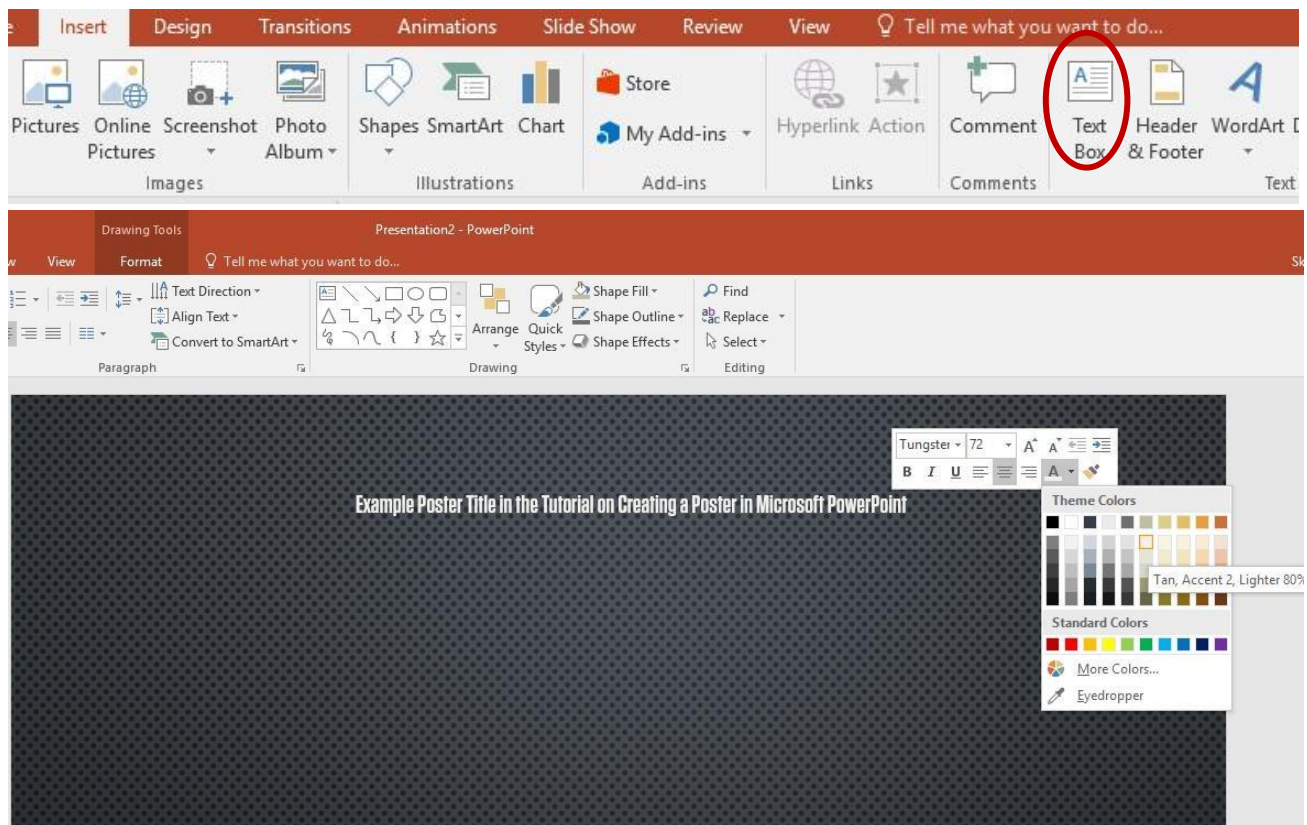 Insert Design Transitions Animations Slide Show Review View Tell me what you want to do...
Pictures Online Pictures Screenshot Photo Album Shapes SmartArt Chart Store My Add-ins Hyperlink Action Comment Text Box Header & Footer WordArt
Images Illustrations Add-ins Links Comments Text
Drawing Tools Presentation2 - PowerPoint
View Format Tell me what you want to do...
Text Direction Shape Fill Find
Align Text Arrange Quick Styles Shape Outline Replace
Convert to SmartArt Shape Effects Select
Paragraph Drawing Editing
Tungster 72
B I U A
Example Poster Title in the Tutorial on Creating a Poster in Microsoft PowerPoint
Theme Colors
Tan, Accent 2, Lighter 80%
Standard Colors
More Colors...
Eyedropper